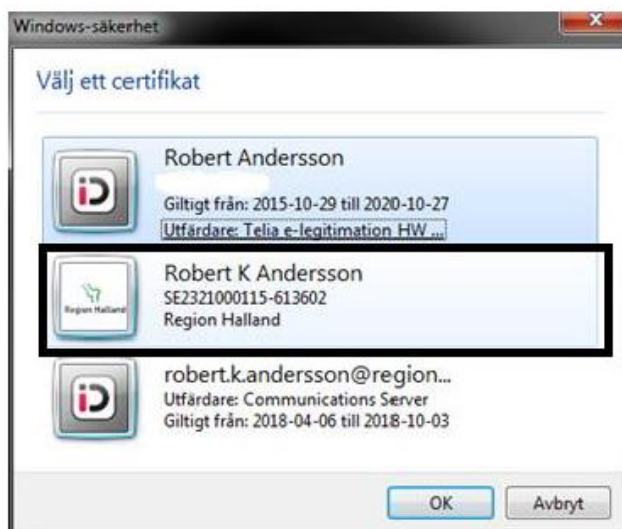 Windows-säkerhet
Välj ett certifikat
Robert Andersson
Giltigt från: 2015-10-29 till 2020-10-27
Utfärdare: Telia e-legitimation HW ...
Robert K Andersson
SE2321000115-613602
Region Halland
Region Halland
robert.k.andersson@region...
Utfärdare: Communications Server
Giltigt från: 2018-04-06 till 2018-10-03
OK
Avbryt